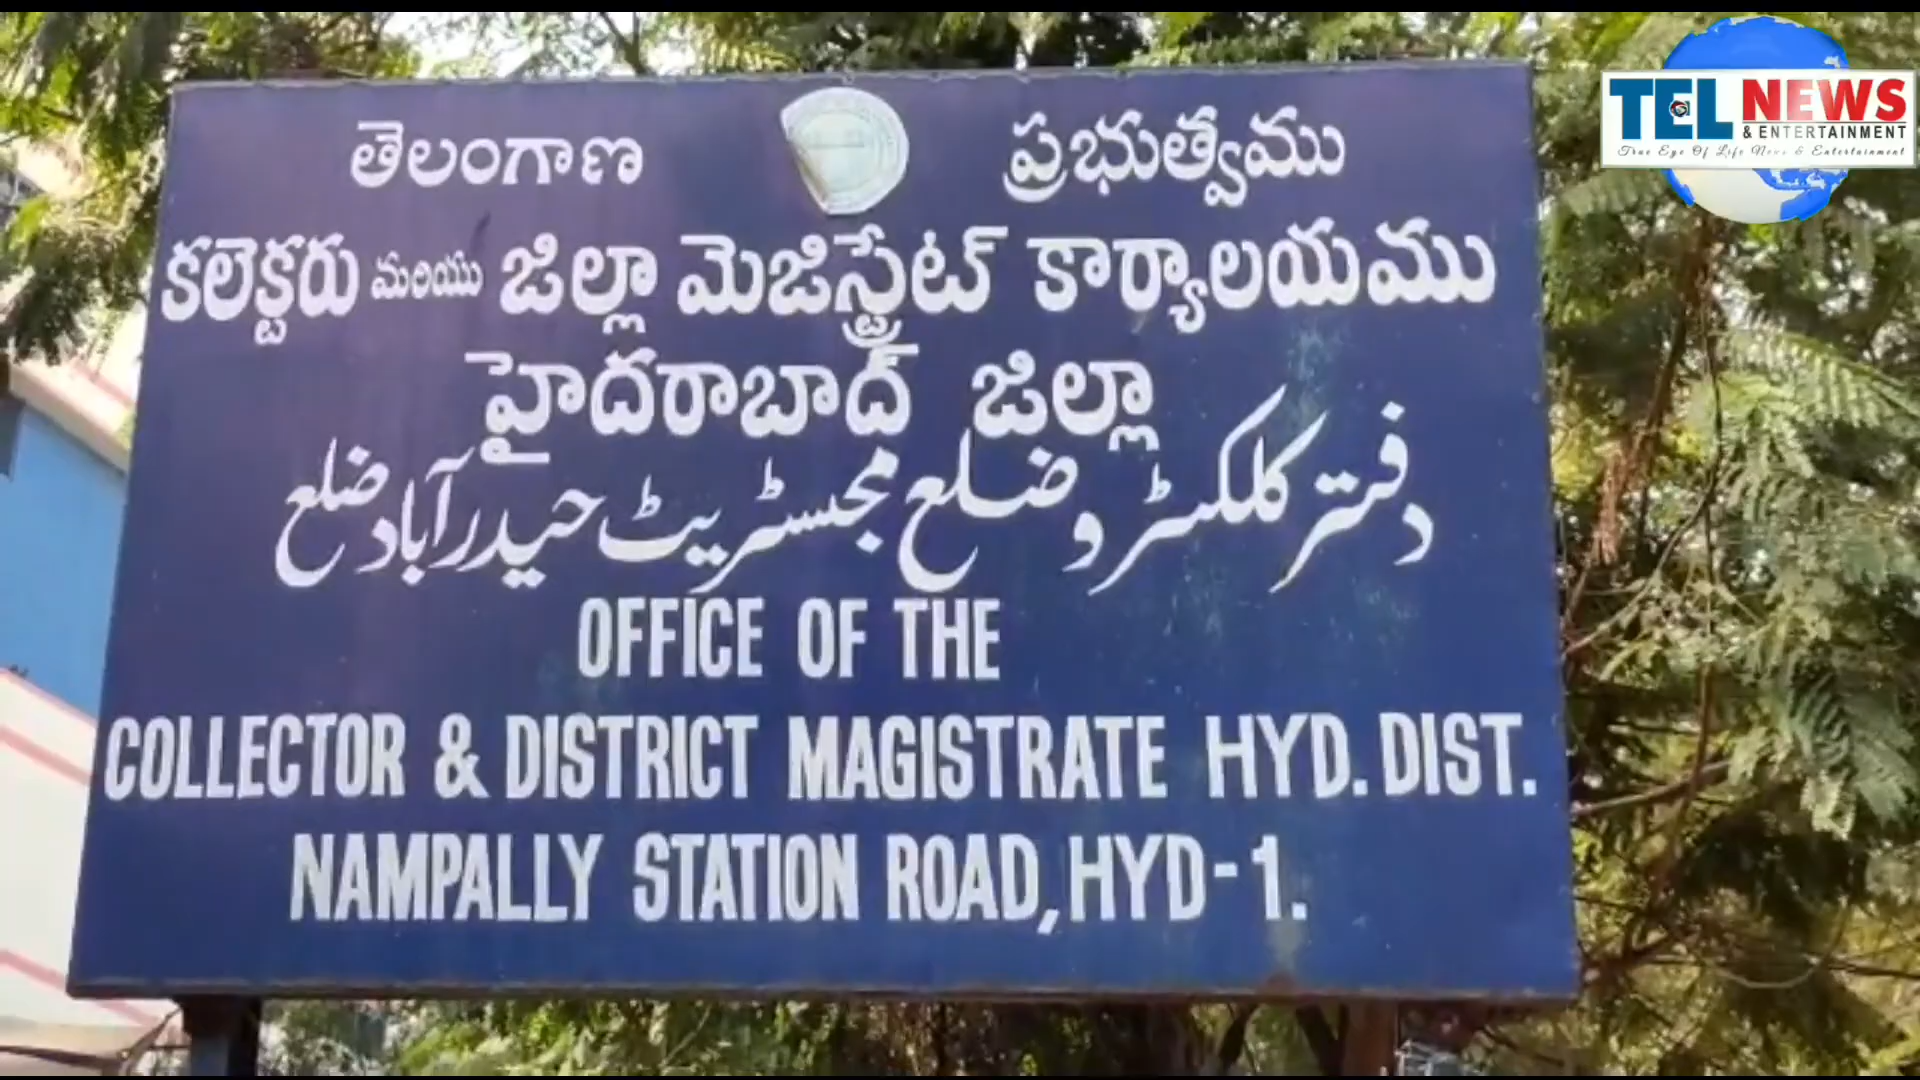 తెలంగాణ ప్రభుత్వము
కలెక్టరు మరియు జిల్లా మెజిస్ట్రేట్ కార్యాలయము
హైదరాబాద్ జిల్లా
دفتر کلکٹر و ضلع مجسٹریٹ حیدرآباد ضلع
OFFICE OF THE
COLLECTOR & DISTRICT MAGISTRATE HYD. DIST.
NAMPALLY STATION ROAD, HYD-1.
TEL NEWS
& ENTERTAINMENT
True Eye Of Life News & Entertainment